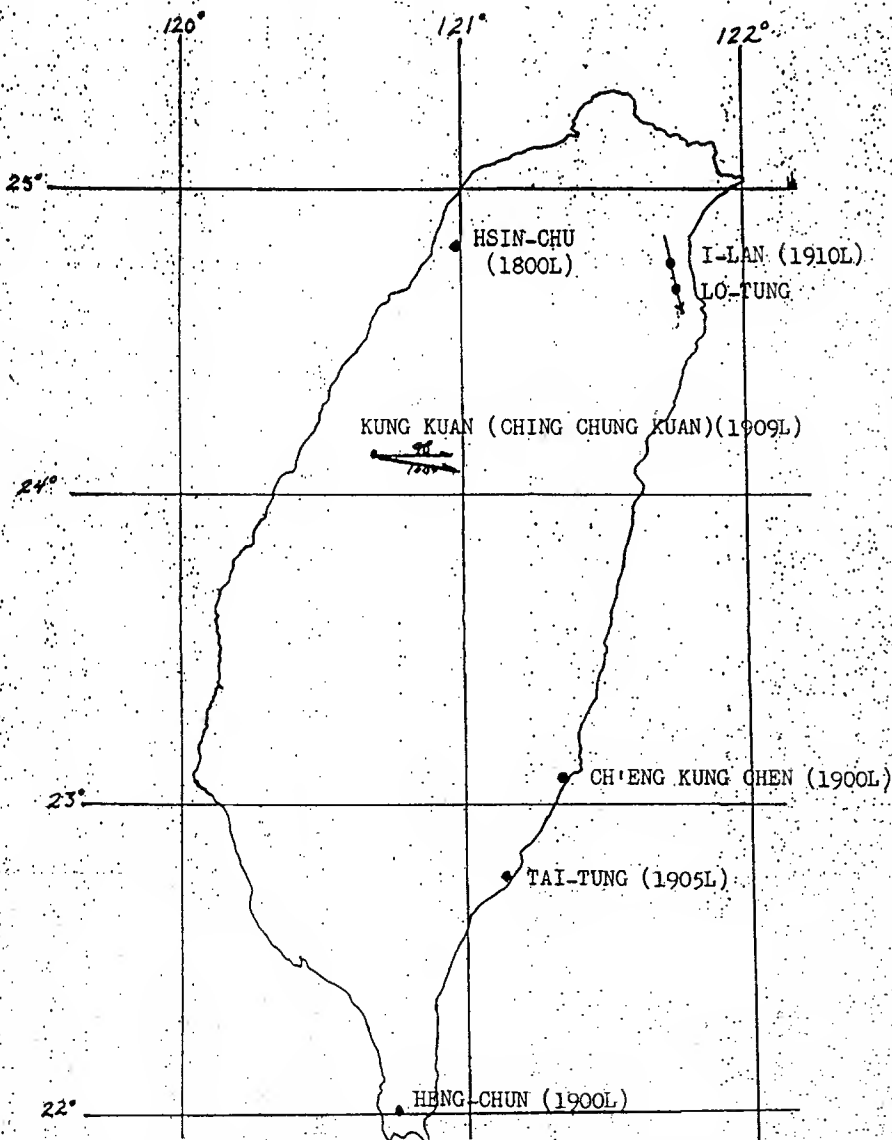 120° 121° 122°
25°
HSIN-CHU
(1800L)
I-LAN (1910L)
LO-TUNG
KUNG KUAN (CHING CHUNG KUAN)(1909L)
24°
CH'ENG KUNG CHEN (1900L)
23°
TAI-TUNG (1905L)
HENG-CHUN (1900L)
22°